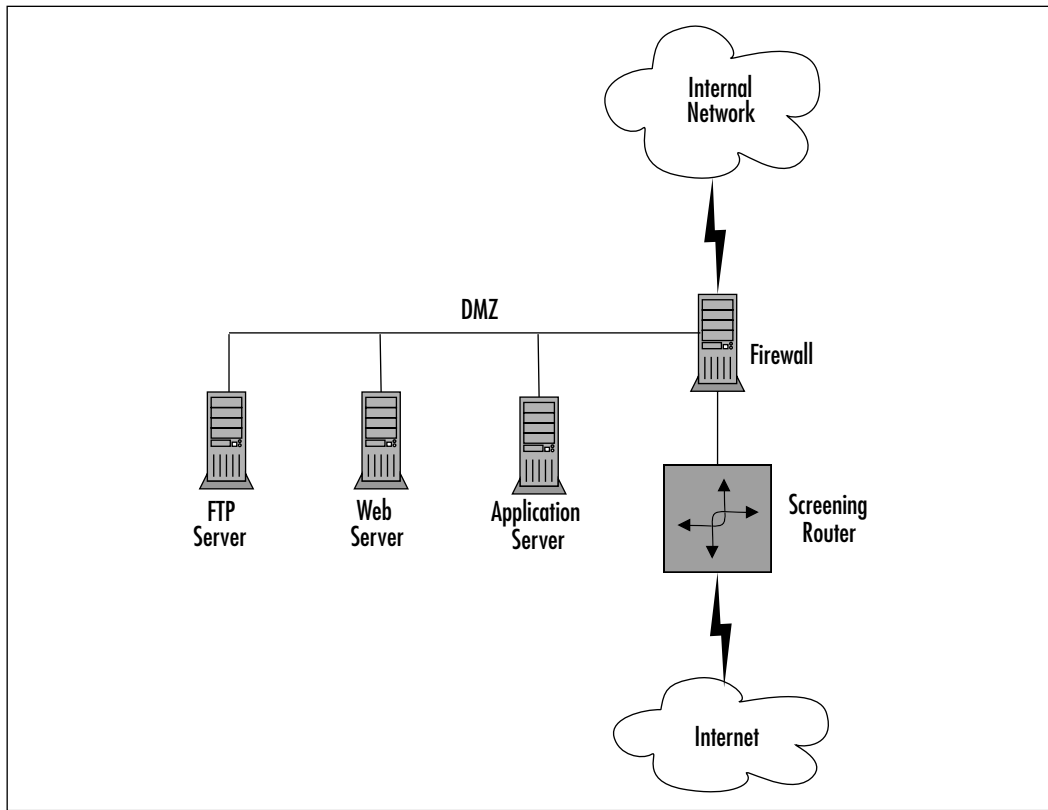 Internal
Network
DMZ
Firewall
FTP
Server
Web
Server
Application
Server
Screening
Router
Internet